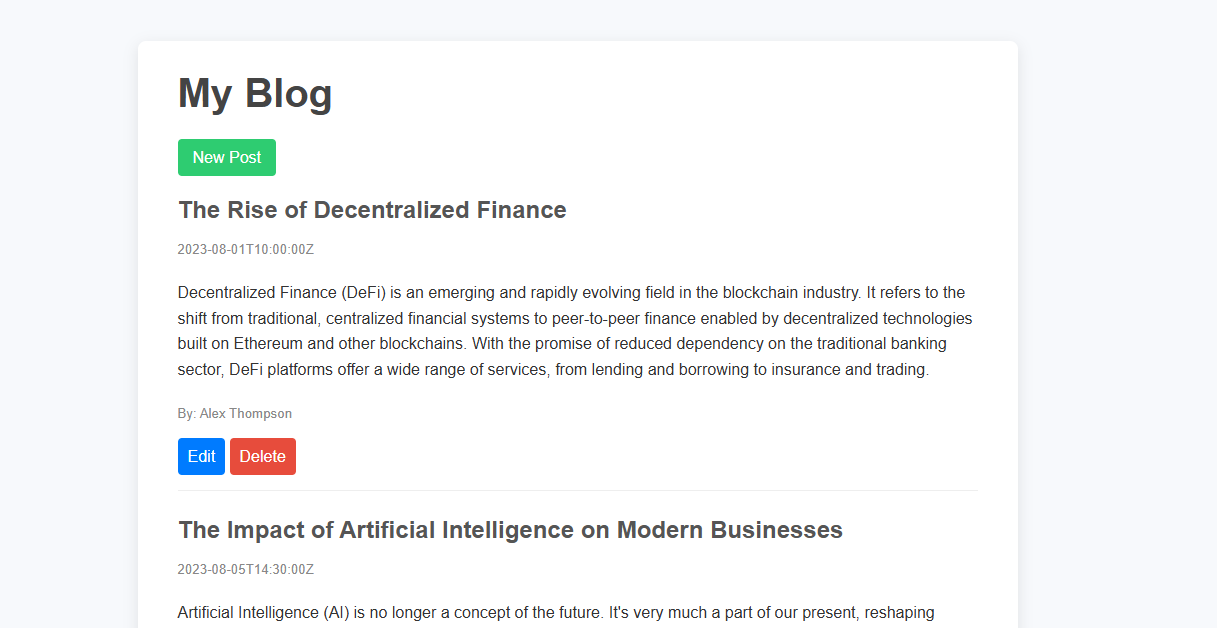 My Blog
New Post
The Rise of Decentralized Finance
2023-08-01T10:00:00Z
Decentralized Finance (DeFi) is an emerging and rapidly evolving field in the blockchain industry. It refers to the
shift from traditional, centralized financial systems to peer-to-peer finance enabled by decentralized technologies
built on Ethereum and other blockchains. With the promise of reduced dependency on the traditional banking
sector, DeFi platforms offer a wide range of services, from lending and borrowing to insurance and trading.
By: Alex Thompson
Edit Delete
The Impact of Artificial Intelligence on Modern Businesses
2023-08-05T14:30:00Z
Artificial Intelligence (AI) is no longer a concept of the future. It's very much a part of our present, reshaping